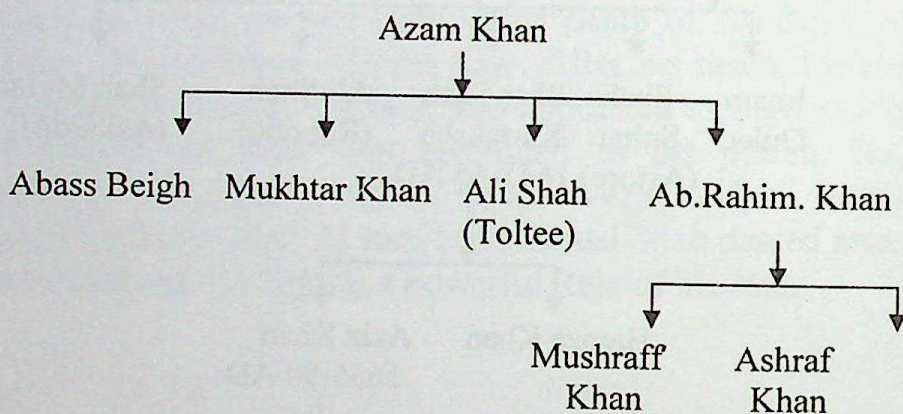 Azam Khan
Abass Beigh Mukhtar Khan Ali Shah Ab.Rahim. Khan
(Toltee)
Mushraff Ashraf
Khan Khan